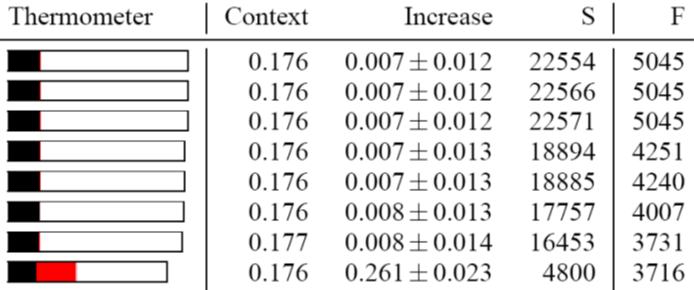 Thermometer Context Increase S F
0.176 0.007 ± 0.012 22554 5045
0.176 0.007 ± 0.012 22566 5045
0.176 0.007 ± 0.012 22571 5045
0.176 0.007 ± 0.013 18894 4251
0.176 0.007 ± 0.013 18885 4240
0.176 0.008 ± 0.013 17757 4007
0.177 0.008 ± 0.014 16453 3731
0.176 0.261 ± 0.023 4800 3716